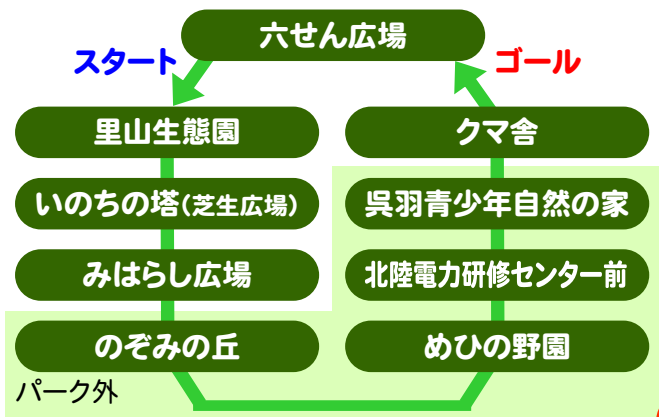 六せん広場
スタート
ゴール
里山生態園
クマ舎
いのちの塔(芝生広場)
呉羽青少年自然の家
みはらし広場
北陸電力研修センター前
のぞみの丘
めひの野園
パーク外